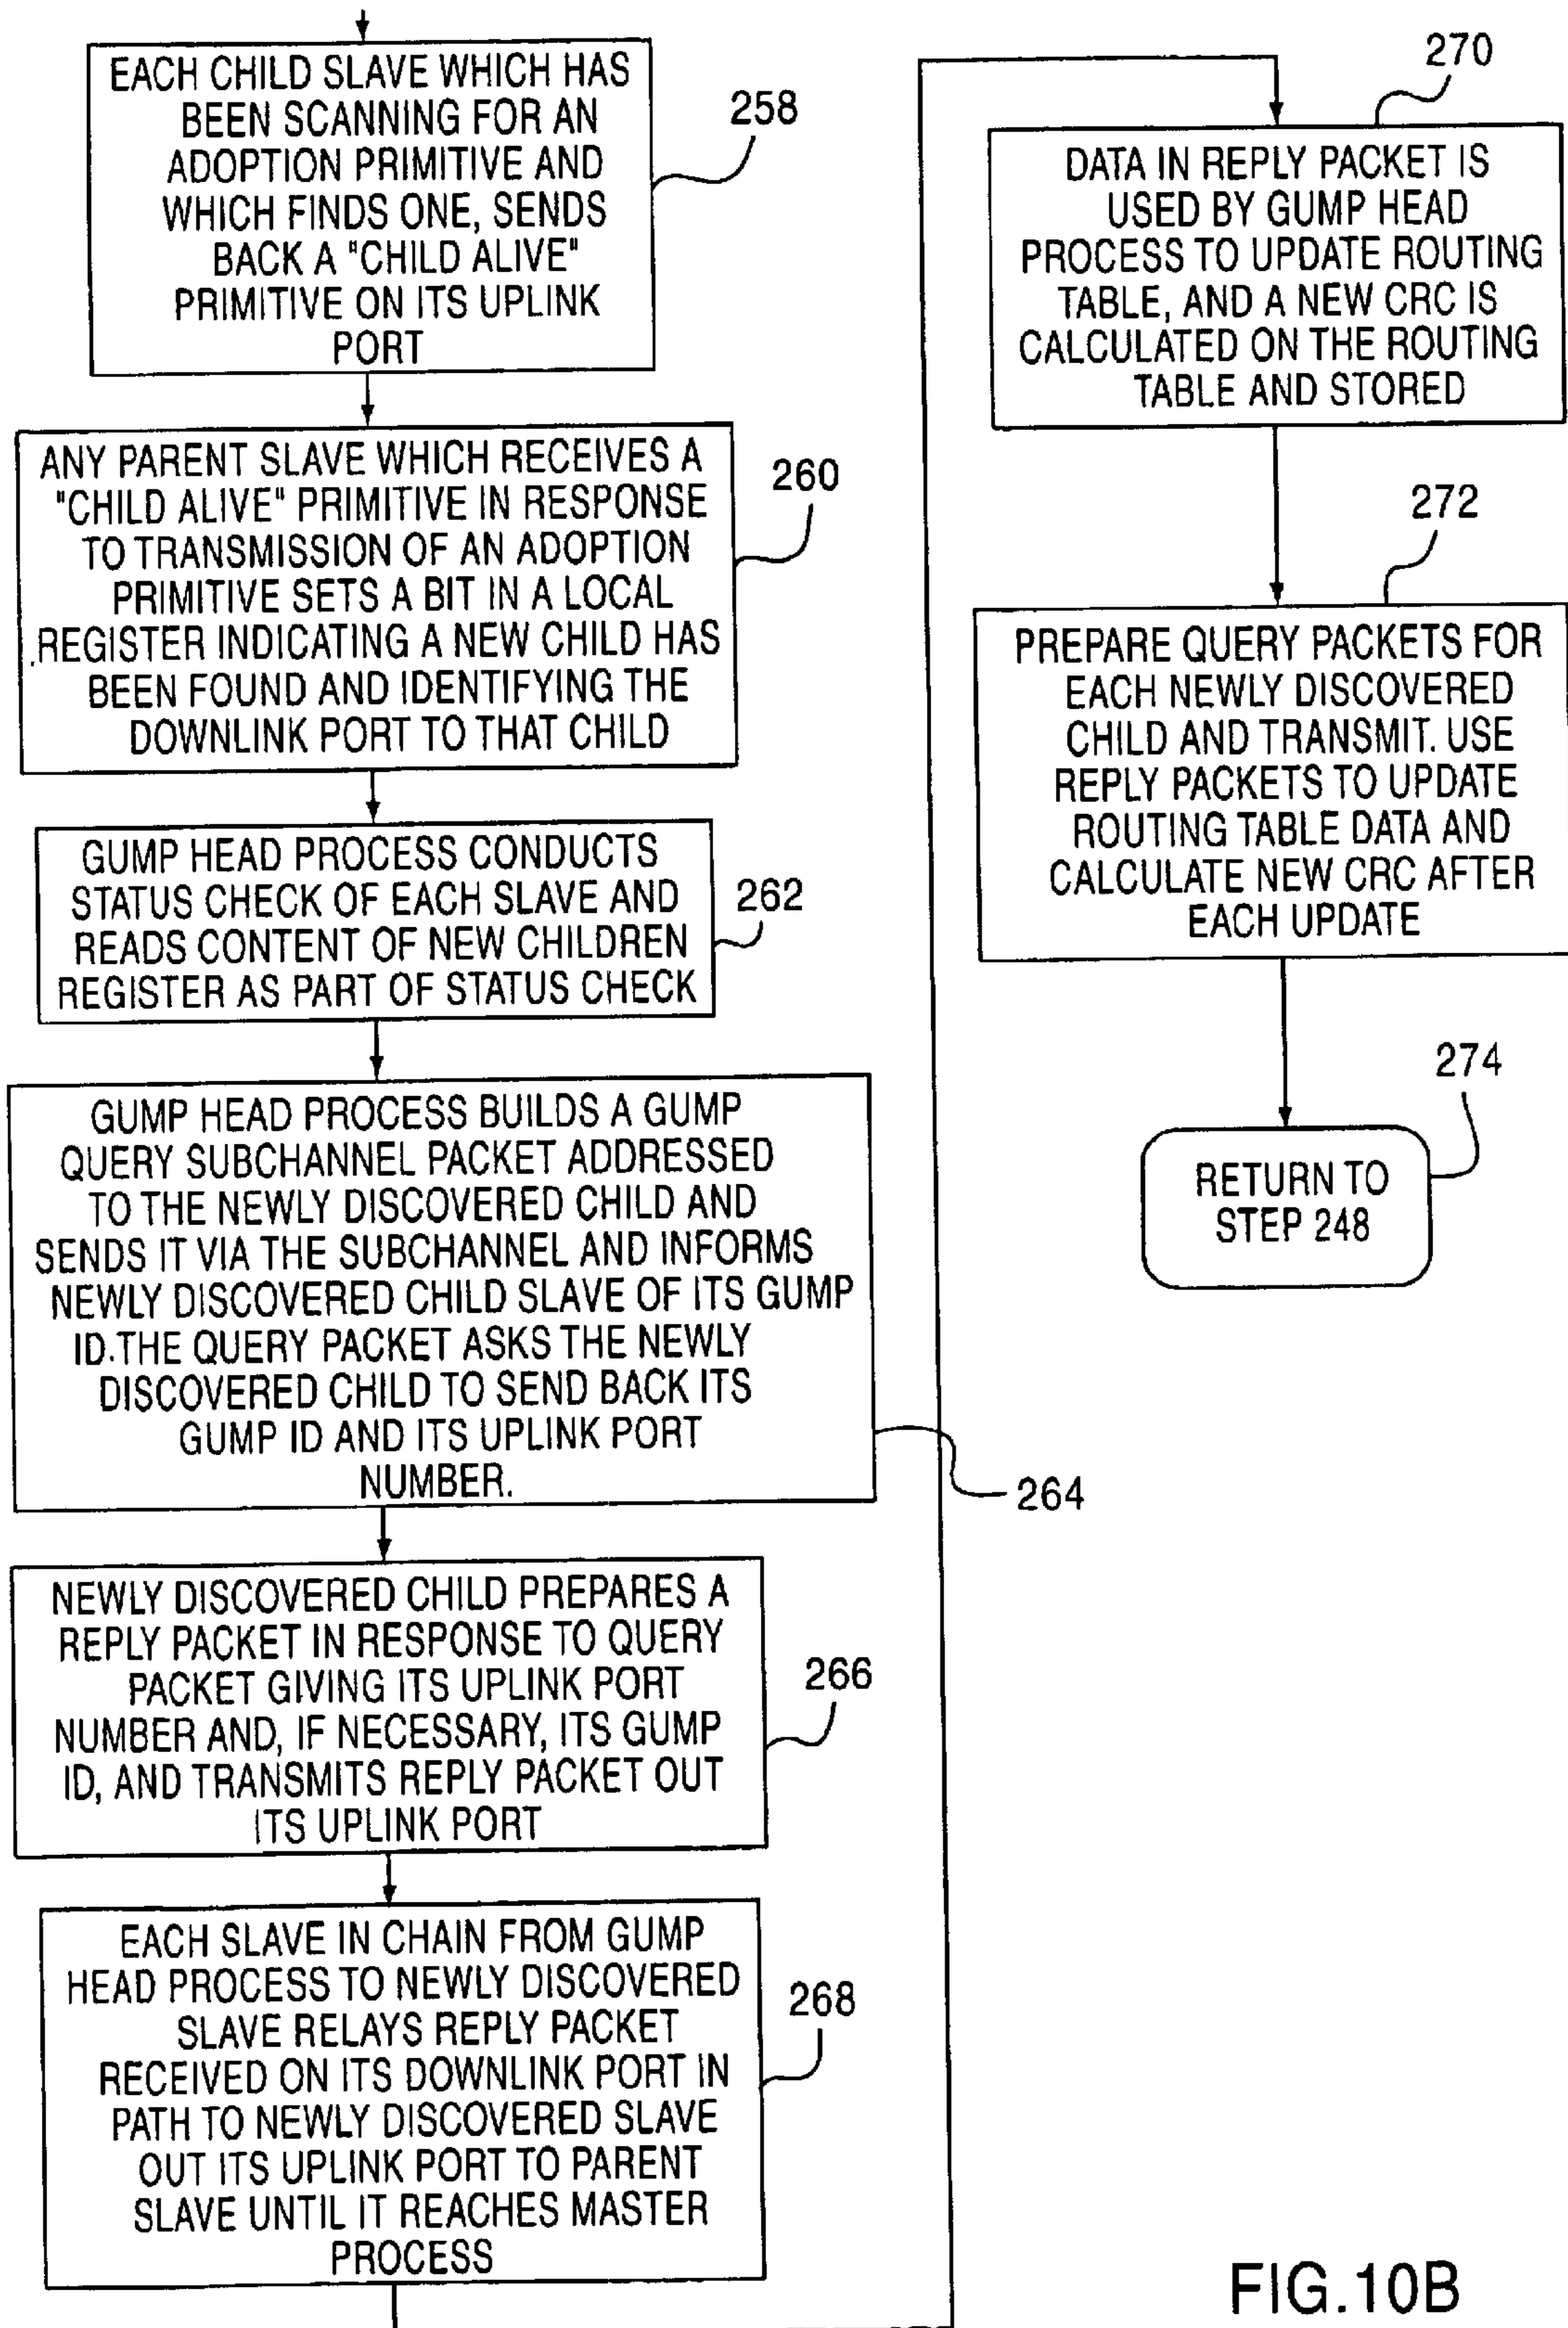 EACH CHILD SLAVE WHICH HAS
BEEN SCANNING FOR AN
ADOPTION PRIMITIVE AND
WHICH FINDS ONE, SENDS
BACK A "CHILD ALIVE"
PRIMITIVE ON ITS UPLINK
PORT
258
ANY PARENT SLAVE WHICH RECEIVES A
"CHILD ALIVE" PRIMITIVE IN RESPONSE
TO TRANSMISSION OF AN ADOPTION
PRIMITIVE SETS A BIT IN A LOCAL
REGISTER INDICATING A NEW CHILD HAS
BEEN FOUND AND IDENTIFYING THE
DOWNLINK PORT TO THAT CHILD
260
GUMP HEAD PROCESS CONDUCTS
STATUS CHECK OF EACH SLAVE AND
READS CONTENT OF NEW CHILDREN
REGISTER AS PART OF STATUS CHECK
262
GUMP HEAD PROCESS BUILDS A GUMP
QUERY SUBCHANNEL PACKET ADDRESSED
TO THE NEWLY DISCOVERED CHILD AND
SENDS IT VIA THE SUBCHANNEL AND INFORMS
NEWLY DISCOVERED CHILD SLAVE OF ITS GUMP
ID.THE QUERY PACKET ASKS THE NEWLY
DISCOVERED CHILD TO SEND BACK ITS
GUMP ID AND ITS UPLINK PORT
NUMBER.
264
NEWLY DISCOVERED CHILD PREPARES A
REPLY PACKET IN RESPONSE TO QUERY
PACKET GIVING ITS UPLINK PORT
NUMBER AND, IF NECESSARY, ITS GUMP
ID, AND TRANSMITS REPLY PACKET OUT
ITS UPLINK PORT
266
EACH SLAVE IN CHAIN FROM GUMP
HEAD PROCESS TO NEWLY DISCOVERED
SLAVE RELAYS REPLY PACKET
RECEIVED ON ITS DOWNLINK PORT IN
PATH TO NEWLY DISCOVERED SLAVE
OUT ITS UPLINK PORT TO PARENT
SLAVE UNTIL IT REACHES MASTER
PROCESS
268
270
DATA IN REPLY PACKET IS
USED BY GUMP HEAD
PROCESS TO UPDATE ROUTING
TABLE, AND A NEW CRC IS
CALCULATED ON THE ROUTING
TABLE AND STORED
272
PREPARE QUERY PACKETS FOR
EACH NEWLY DISCOVERED
CHILD AND TRANSMIT. USE
REPLY PACKETS TO UPDATE
ROUTING TABLE DATA AND
CALCULATE NEW CRC AFTER
EACH UPDATE
274
RETURN TO
STEP 248
FIG.10B